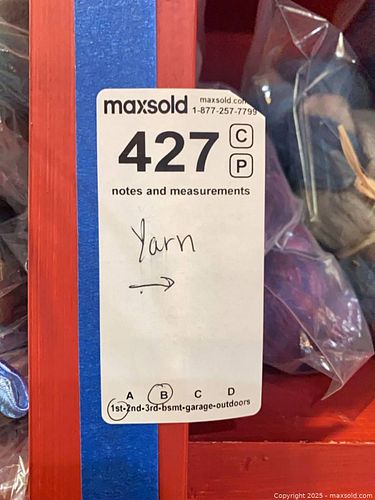 maxsold maxsold.com
1-877-257-7799
427 C
P
notes and measurements
Yarn
→
A B C D
1st-2nd-3rd-bsmt-garage-outdoors
Copyright 2025 - maxsold.com